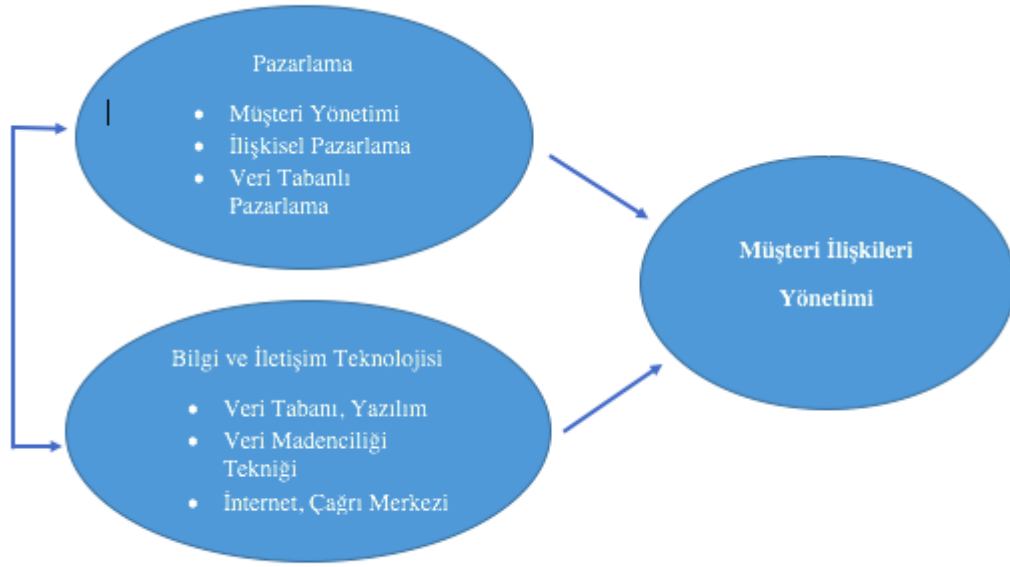 Pazarlama
• Müşteri Yönetimi
• İlişkisel Pazarlama
• Veri Tabanlı
Pazarlama
Bilgi ve İletişim Teknolojisi
• Veri Tabanı, Yazılım
• Veri Madenciliği
Tekniği
• İnternet, Çağrı Merkezi
Müşteri İlişkileri
Yönetimi